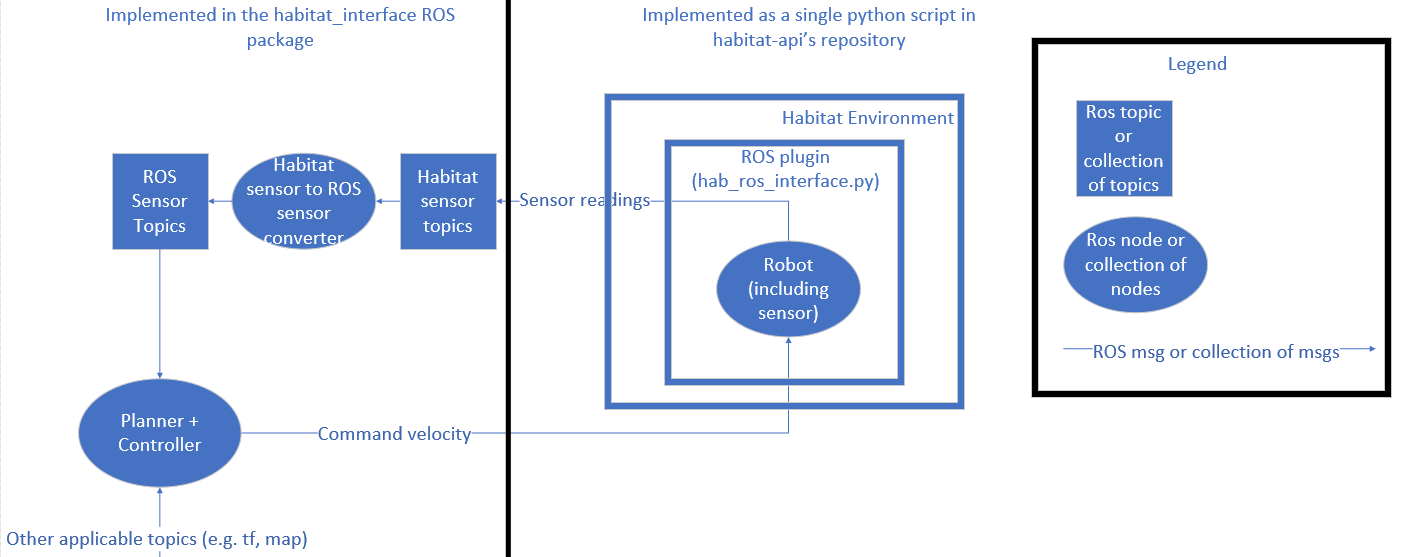 Implemented in the habitat_interface ROS
package
Implemented as a single python script in
habitat-api’s repository
Legend
Ros topic
or
collection
of topics
Ros node or
collection of
nodes
ROS msg or collection of msgs
Habitat Environment
ROS plugin
(hab_ros_interface.py)
ROS
Sensor
Topics
Habitat
sensor to ROS
sensor
converter
Habitat
sensor
topics
Sensor readings
Robot
(including
sensor)
Planner +
Controller
Command velocity
Other applicable topics (e.g. tf, map)